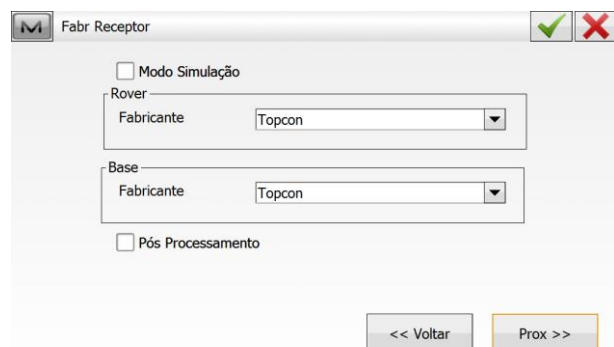 Fabr Receptor
Modo Simulação
Rover
Fabricante Topcon
Base
Fabricante Topcon
Pós Processamento
<< Voltar Prox >>